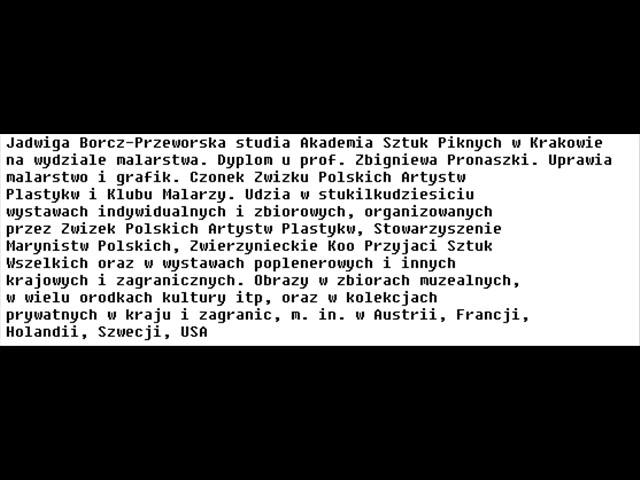 Jadwiga Borcz-Przeworska studia Akademia Sztuk Piknych w Krakowie
na wydziale malarstwa. Dyplom u prof. Zbigniewa Pronaszki. Uprawia
malarstwo i grafik. Czonek Zwizku Polskich Artystw
Plastykw i Klubu Malarzy. Udzia w stukilkudziesiciu
wystawach indywidualnych i zbiorowych, organizowanych
przez Zwizek Polskich Artystw Plastykw, Stowarzyszenie
Marynistw Polskich, Zwierzynieckie Koo Przyjaci Sztuk
Wszelkich oraz w wystawach poplenerowych i innych
krajowych i zagranicznych. Obrazy w zbiorach muzealnych,
w wielu orodkach kultury itp, oraz w kolekcjach
prywatnych w kraju i zagranic, m. in. w Austrii, Francji,
Holandii, Szwecji, USA